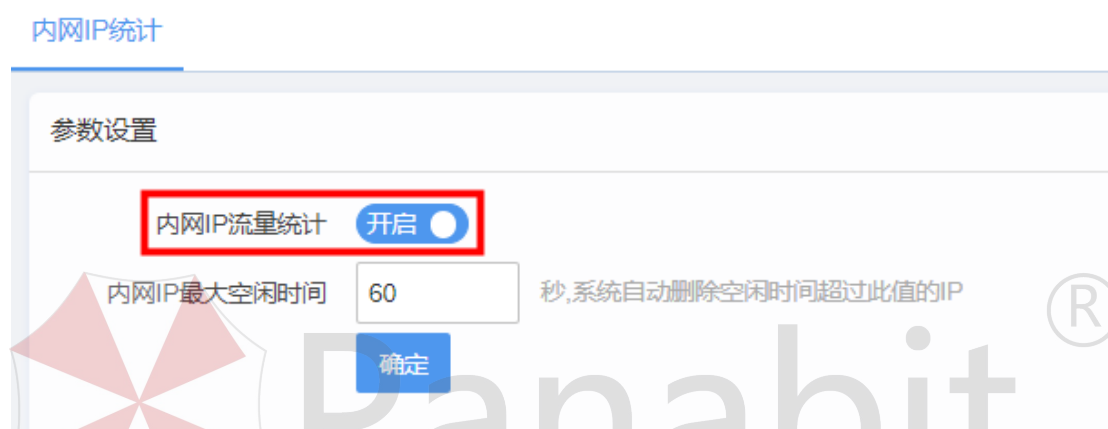 内网IP统计
参数设置
内网IP流量统计 开启
内网IP最大空闲时间 60 秒,系统自动删除空闲时间超过此值的IP
®
确定
Panabit